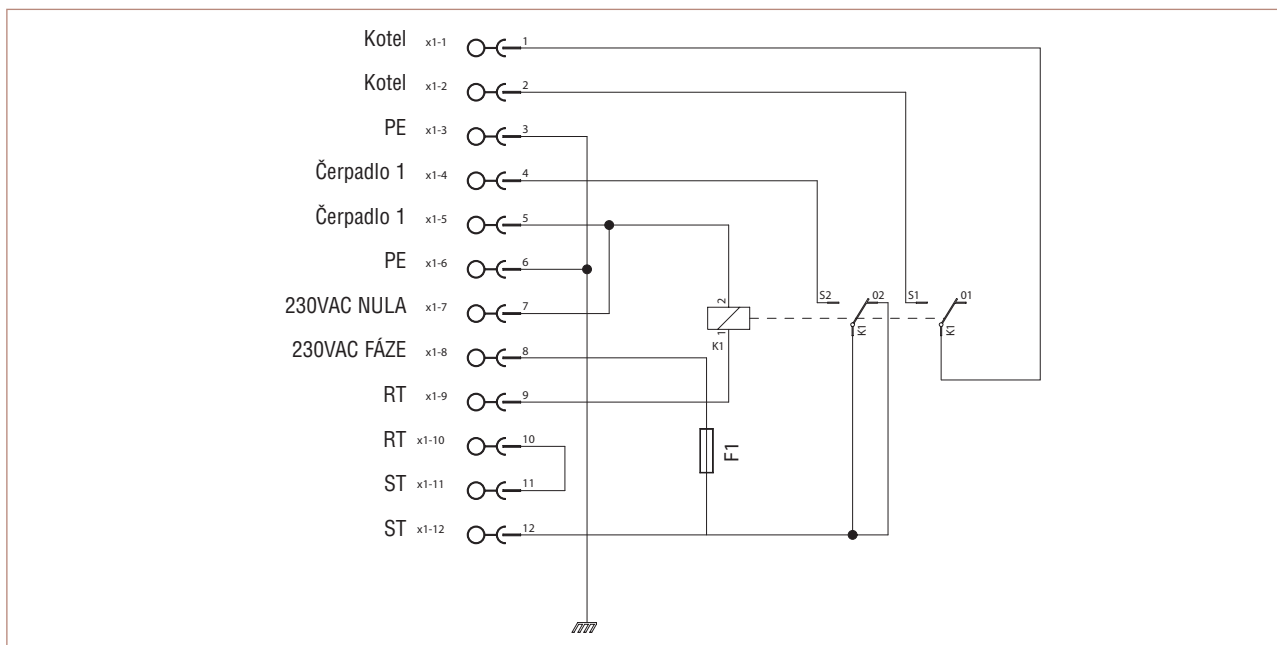 Kotel x1-1 1
Kotel x1-2 2
PE x1-3 3
Čerpadlo 1 x1-4 4
Čerpadlo 1 x1-5 5
PE x1-6 6
230VAC NULA x1-7 7
230VAC FÁZE x1-8 8
RT x1-9 9
RT x1-10 10
ST x1-11 11
ST x1-12 12
2
1
K1
S2
02
K1
S1
01
K1
F1